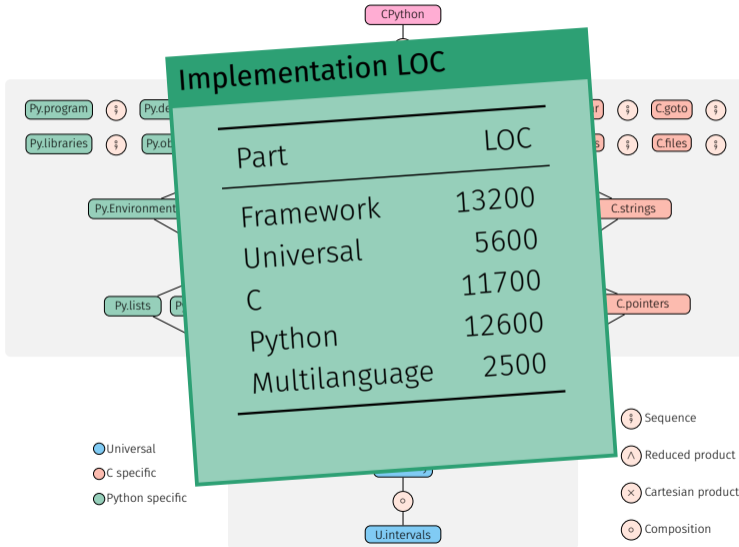 CPython
Implementation LOC
Py.program
C.goto
Py.libraries
C.files
Part LOC
Framework 13200
Universal 5600
C 11700
Python 12600
Multilanguage 2500
Py.Environment
C.strings
Py.lists
C.pointers
Universal
C specific
Python specific
Sequence
Reduced product
Cartesian product
Composition
U.intervals